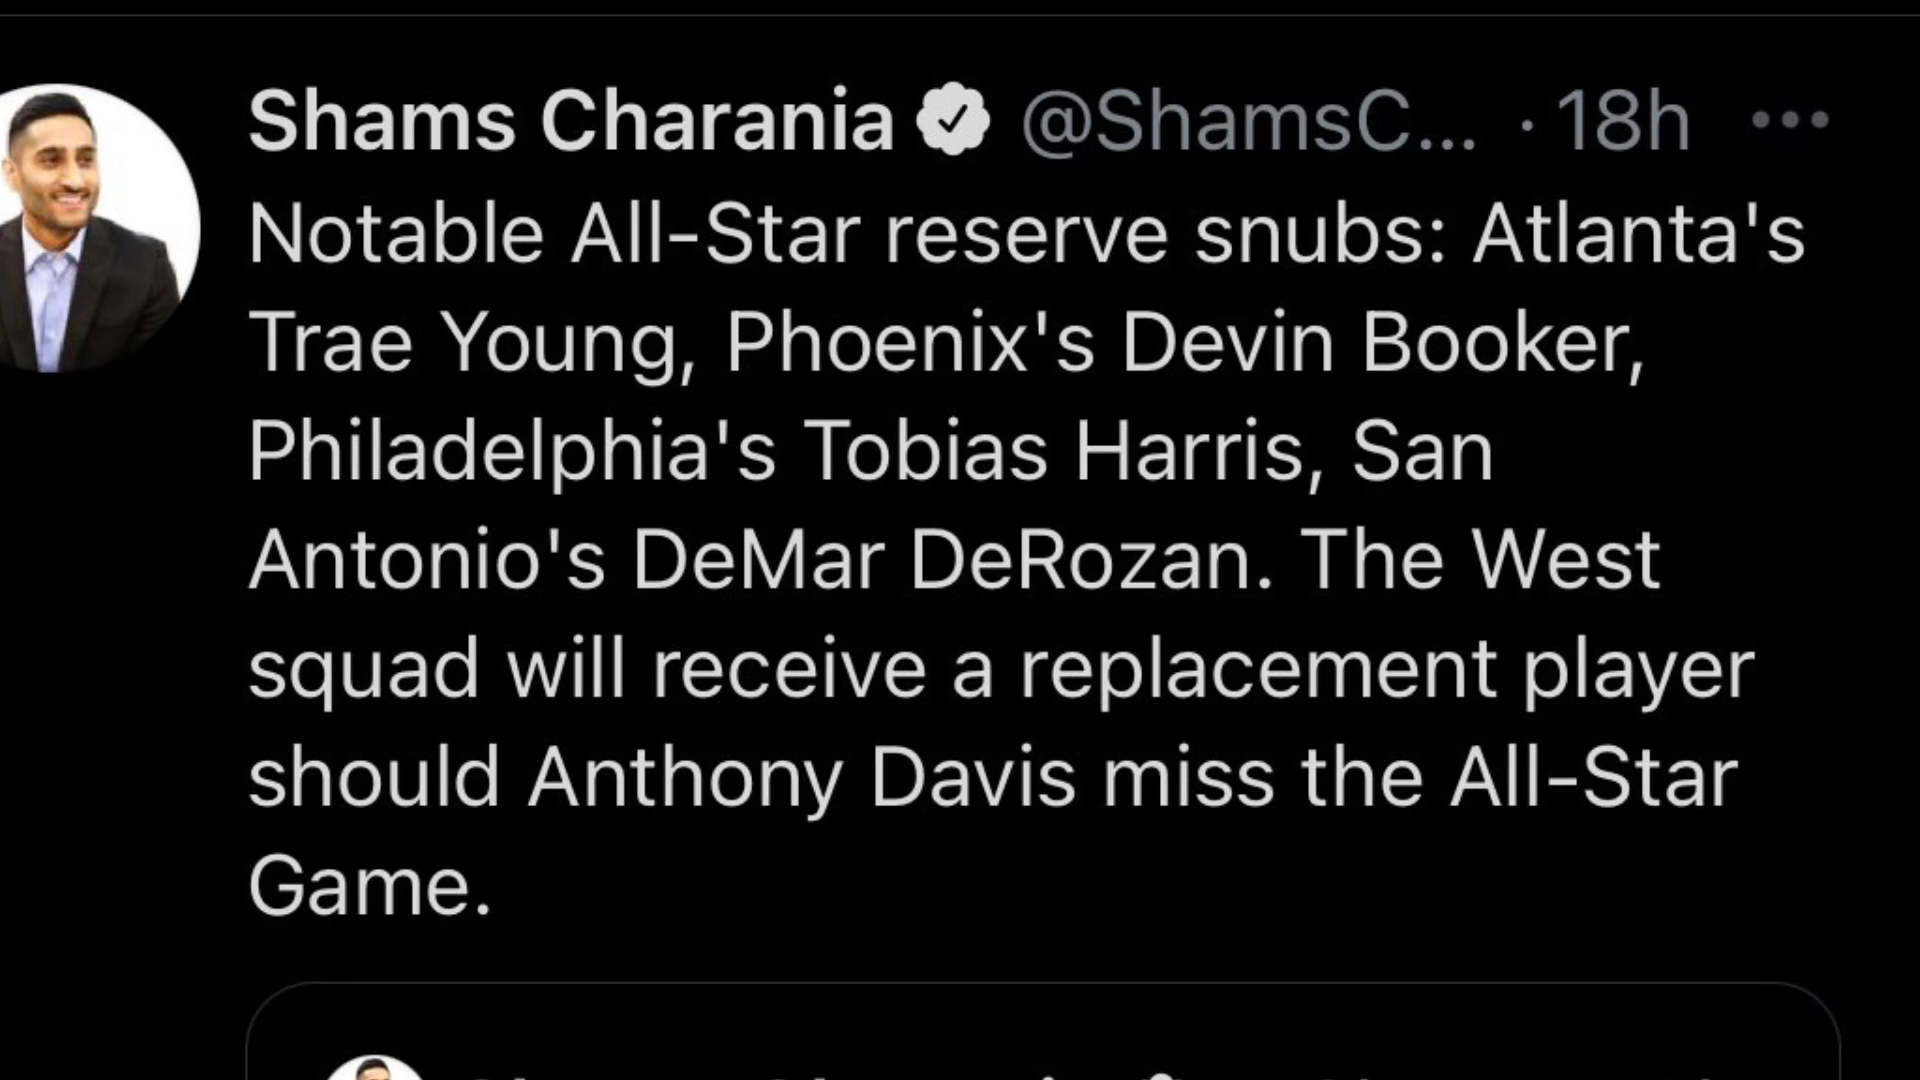 Shams Charania @ShamsC... · 18h
Notable All-Star reserve snubs: Atlanta's
Trae Young, Phoenix's Devin Booker,
Philadelphia's Tobias Harris, San
Antonio's DeMar DeRozan. The West
squad will receive a replacement player
should Anthony Davis miss the All-Star
Game.